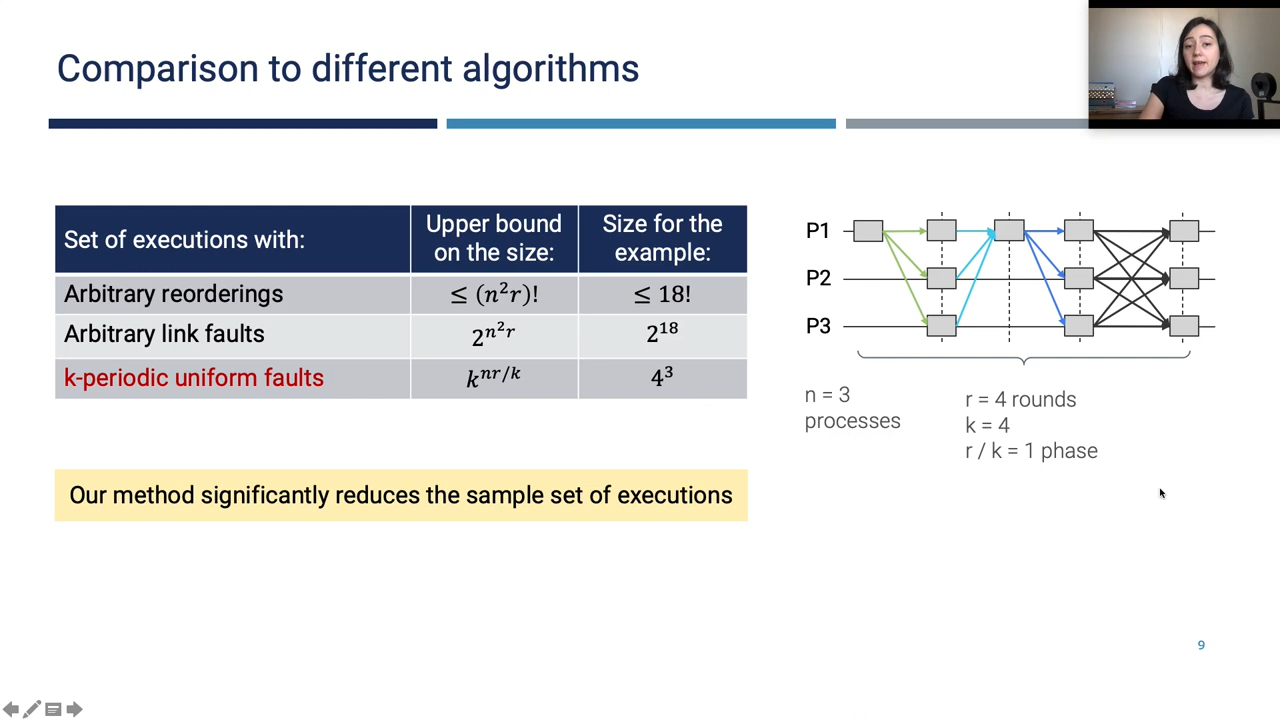 Comparison to different algorithms
Set of executions with:
Upper bound on the size:
Size for the example:
Arbitrary reorderings
≤ (n²r)!
≤ 18!
Arbitrary link faults
2^{n²r}
2^{18}
k-periodic uniform faults
k^{nr/k}
4³
Our method significantly reduces the sample set of executions
P1
P2
P3
n = 3
processes
r = 4 rounds
k = 4
r / k = 1 phase
9